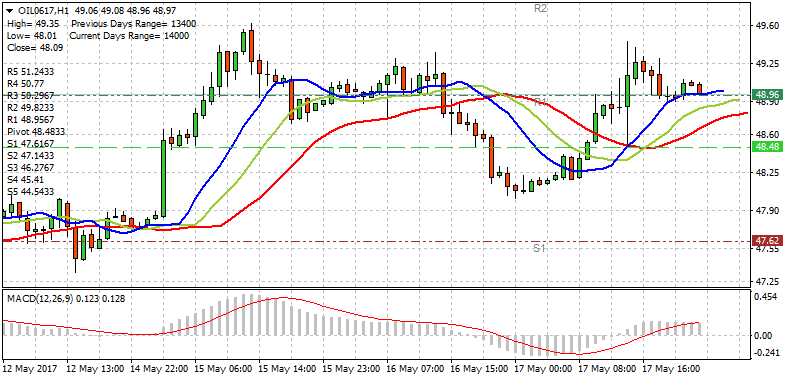 OIL0617,H1 49.06 49.08 48.96 48.97
High= 49.35 Previous Days Range= 13400
Low= 48.01 Current Days Range= 14000
Close= 48.09
R5 51.2433
R4 50.77
R3 50.2967
R2 49.8233
R1 48.9567
Pivot 48.4833
S1 47.6167
S2 47.1433
S3 46.2767
S4 45.41
S5 44.5433
R2
R1
S1
49.60
49.25
48.96
48.90
48.60
48.48
48.25
47.90
47.62
47.55
47.25
MACD(12,26,9) 0.123 0.128
0.454
0.00
-0.241
12 May 2017
12 May 13:00
14 May 22:00
15 May 06:00
15 May 14:00
15 May 23:00
16 May 07:00
16 May 15:00
17 May 00:00
17 May 08:00
17 May 16:00